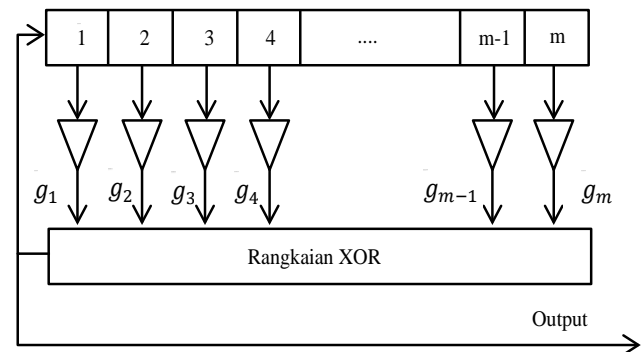 1 2 3 4 .... m-1 m
g₁ g₂ g₃ g₄ gₘ₋₁ gₘ
Rangkaian XOR
Output